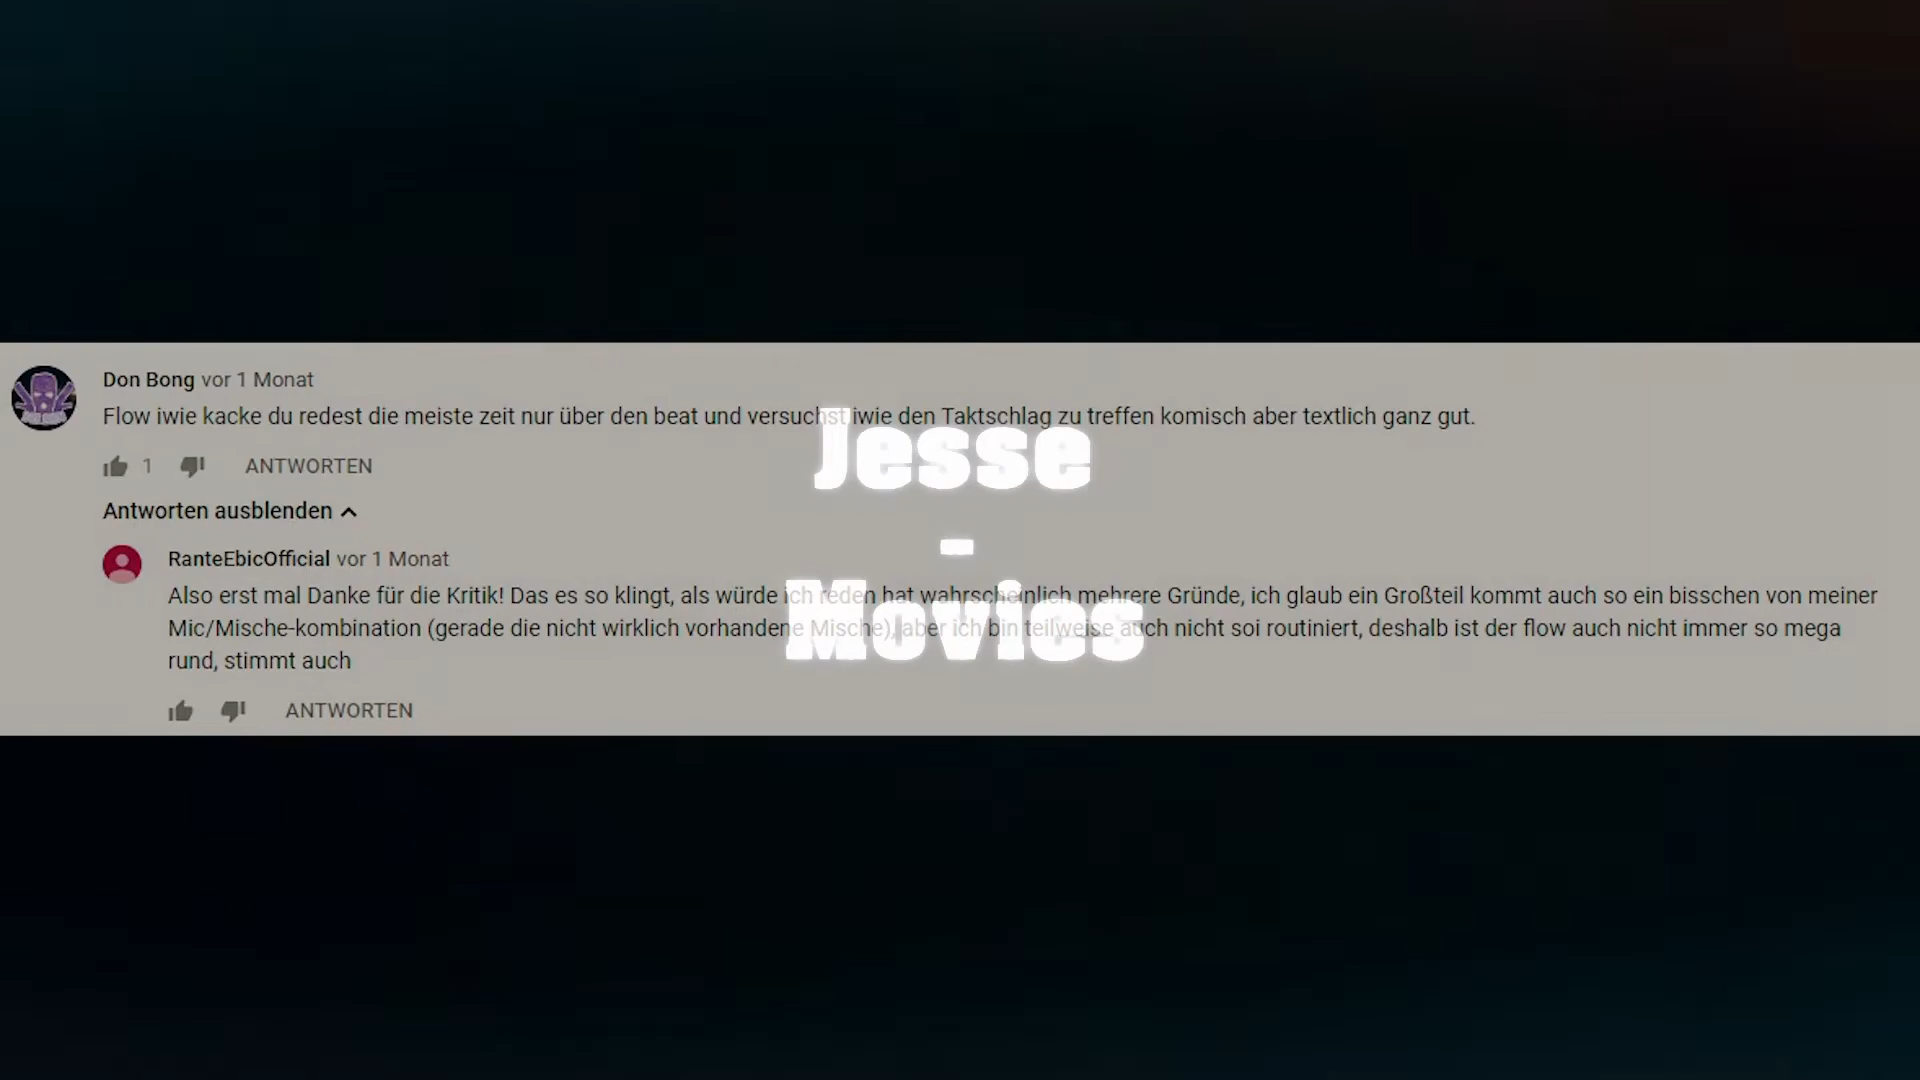 Don Bong vor 1 Monat
Flow iwie kacke du redest die meiste zeit nur über den beat und versuchst iwie den Taktschlag zu treffen komisch aber textlich ganz gut.
1 ANTWORTEN
Antworten ausblenden
RanteEbicOfficial vor 1 Monat
Also erst mal Danke für die Kritik! Das es so klingt, als würde ich reden hat wahrscheinlich mehrere Gründe, ich glaub ein Großteil kommt auch so ein bisschen von meiner
Mic/Mische-kombination (gerade die nicht wirklich vorhandene Mische), aber ich bin teilweise auch nicht soi routiniert, deshalb ist der flow auch nicht immer so mega
rund, stimmt auch
ANTWORTEN
Jesse
-
Movies